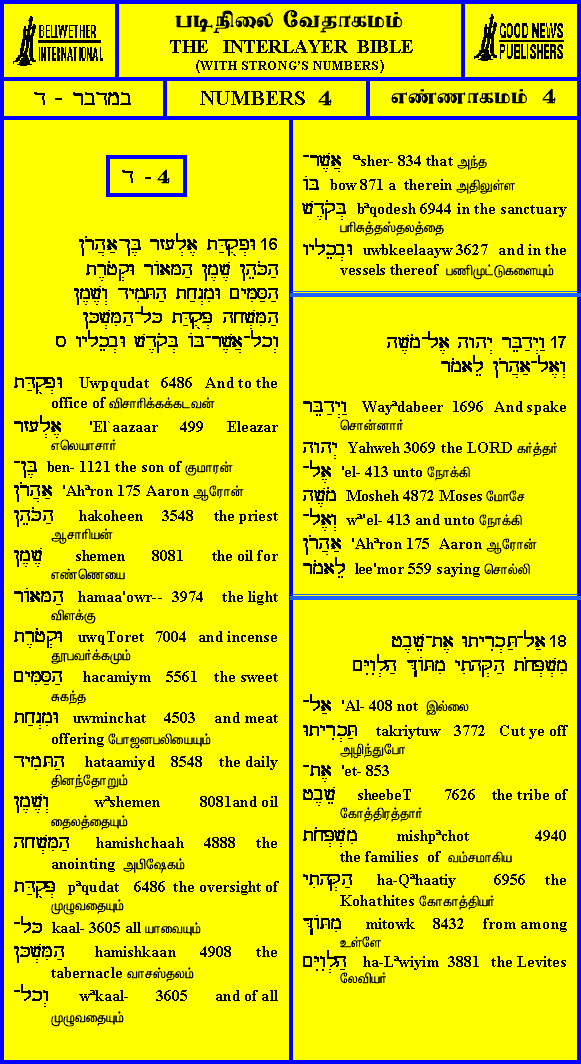 BELLWETHER
INTERNATIONAL
படிநிலை வேதாகமம்
THE INTERLAYER BIBLE
(WITH STRONG'S NUMBERS)
GOOD NEWS
PUBLISHERS
במדבר - ד
NUMBERS 4
எண்ணாகமம் 4
ד - 4
16 וּפְקֻדַּת אֶלְעָזָר בֶּן־אַהֲרֹן
הַכֹּהֵן שֶׁמֶן הַמָּאוֹר וּקְטֹרֶת
הַסַּמִּים וּמִנְחַת הַתָּמִיד וְשֶׁמֶן
הַמִּשְׁחָה פְּקֻדַּת כָּל־הַמִּשְׁכָּן
וְכָל־אֲשֶׁר־בּוֹ בְּקֹדֶשׁ וּבְכֵלָיו ס
וּפְקֻדַּת Uwpqudat 6486 And to the
office of விசாரிக்கக்கடவன்
אֶלְעָזָר 'El`aazaar 499 Eleazar
எலெயாசார்
בֶּן־ ben- 1121 the son of குமாரன்
אַהֲרֹן 'Ahªron 175 Aaron ஆரோன்
הַכֹּהֵן hakoheen 3548 the priest
ஆசாரியன்
שֶׁמֶן shemen 8081 the oil for
எண்ணெயை
הַמָּאוֹר hamaa'owr-- 3974 the light
விளக்கு
וּקְטֹרֶת uwqToret 7004 and incense
தூபவர்க்கமும்
הַסַּמִּים hacamiym 5561 the sweet
சுகந்த
וּמִנְחַת uwminchat 4503 and meat
offering போஜனபலியையும்
הַתָּמִיד hataamiyd 8548 the daily
தினந்தோறும்
וְשֶׁמֶן wªshemen 8081and oil
தைலத்தையும்
הַמִּשְׁחָה hamishchaah 4888 the
anointing அபிஷேகம்
פְּקֻדַּת pªqudat 6486 the oversight of
முழுவதையும்
כָּל־ kaal- 3605 all யாவையும்
הַמִּשְׁכָּן hamishkaan 4908 the
tabernacle வாசஸ்தலம்
וְכָל־ wªkaal- 3605 and of all
முழுவதையும்
אֲשֶׁר־ ªsher- 834 that அந்த
בּוֹ bow 871 a therein அதிலுள்ள
בְּקֹדֶשׁ bªqodesh 6944 in the sanctuary
பரிசுத்தஸ்தலத்தை
וּבְכֵלָיו uwbkeelaayw 3627 and in the
vessels thereof பணிமுட்டுகளையும்
17 וַיְדַבֵּר יְהוָה אֶל־מֹשֶׁה
וְאֶל־אַהֲרֹן לֵאמֹר
וַיְדַבֵּר Wayªdabeer 1696 And spake
சொன்னார்
יְהוָה Yahweh 3069 the LORD கர்த்தர்
אֶל־ 'el- 413 unto நோக்கி
מֹשֶׁה Mosheh 4872 Moses மோசே
וְאֶל־ wª'el- 413 and unto நோக்கி
אַהֲרֹן 'Ahªron 175 Aaron ஆரோன்
לֵאמֹר lee'mor 559 saying சொல்லி
18 אַל־תַּכְרִיתוּ אֶת־שֵׁבֶט
מִשְׁפְּחֹת הַקְּהָתִי מִתּוֹךְ הַלְוִיִּם
אַל־ 'Al- 408 not இல்லை
תַּכְרִיתוּ takriytuw 3772 Cut ye off
அழிந்துபோ
אֶת־ 'et- 853
שֵׁבֶט sheebeT 7626 the tribe of
கோத்திரத்தார்
מִשְׁפְּחֹת mishpªchot 4940
the families of வம்சமாகிய
הַקְּהָתִי ha-Qªhaatiy 6956 the
Kohathites கோகாத்தியர்
מִתּוֹךְ mitowk 8432 from among
உள்ளே
הַלְוִיִּם ha-Lªwiyim 3881 the Levites
லேவியர்